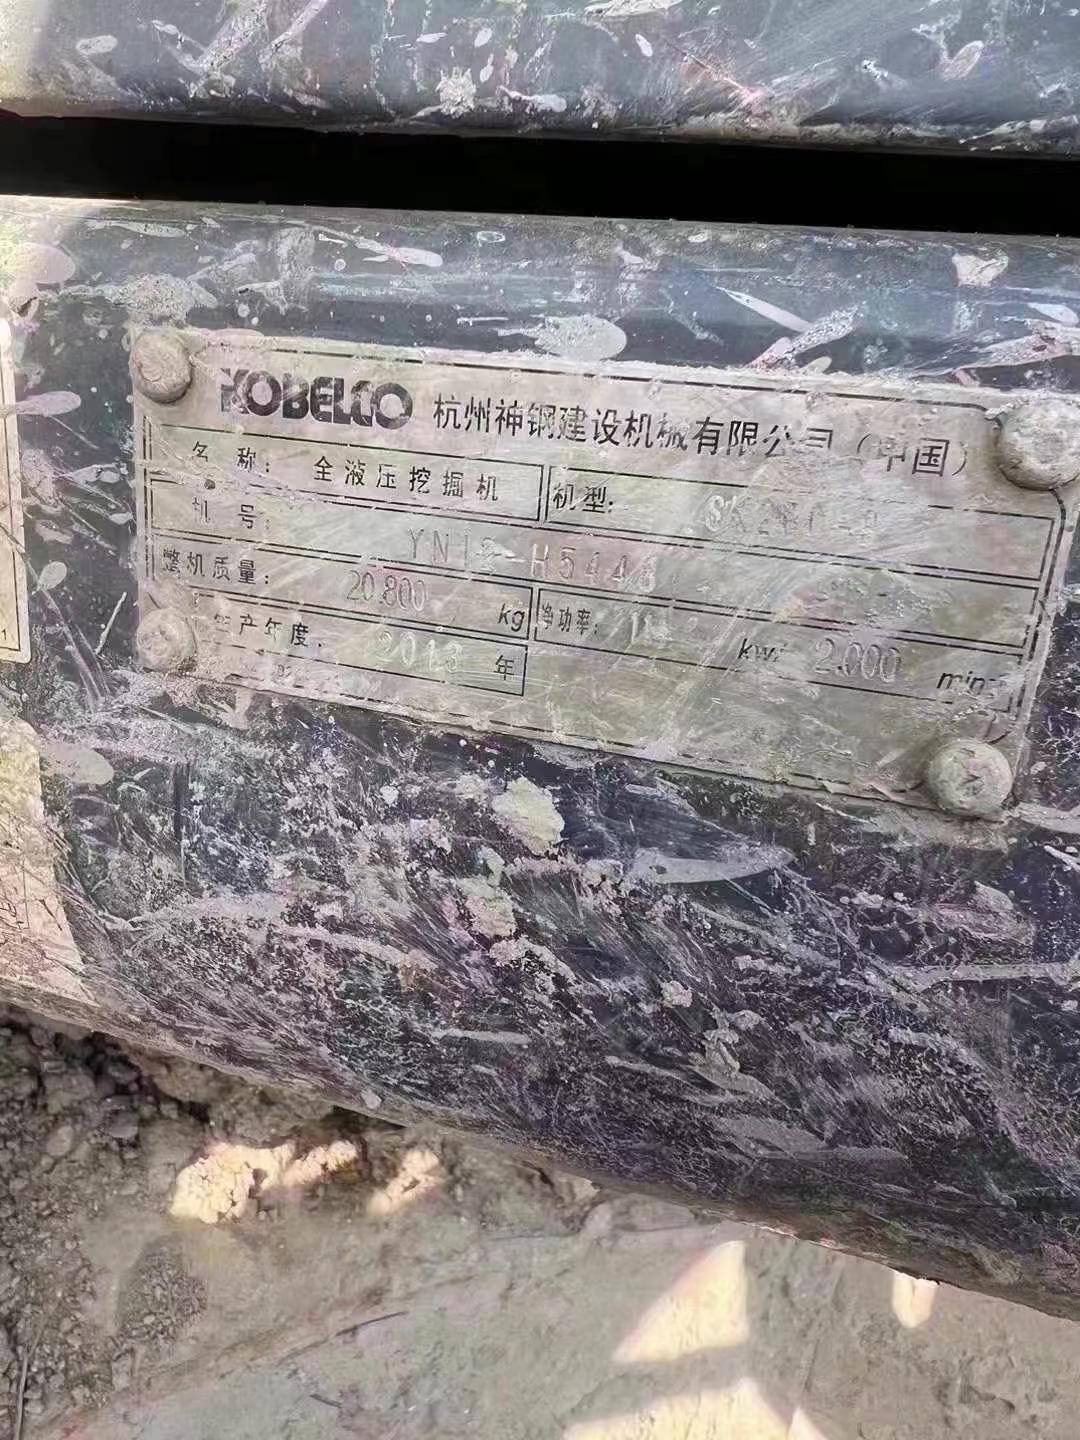 KOBELCO 杭州神钢建设机械有限公司（中国）
名称： 全液压挖掘机 机型：
机号：
整机质量： 20.800 kg 净功率： kw/ 2.000 min
生产年度： 2013 年